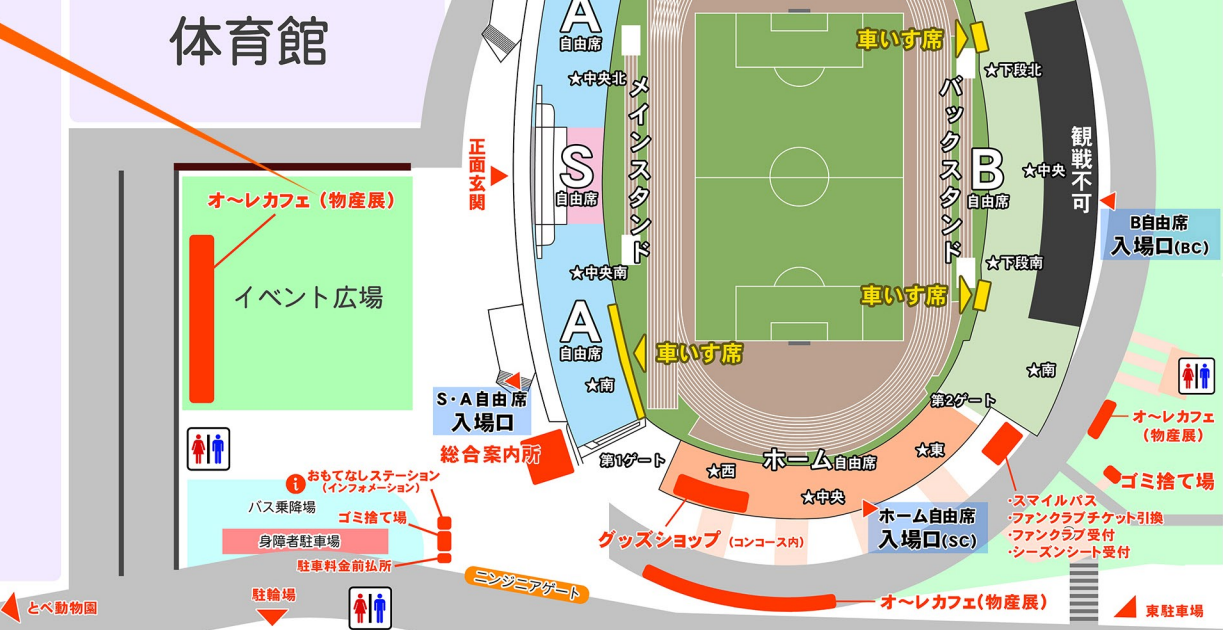 体育館
A
自由席
★中央北
メインスタンド
車いす席
★下段北
バックスタンド
観戦不可
正面玄関
S
自由席
B
自由席
★中央
オ〜レカフェ（物産展）
B自由席
入場口(BC)
イベント広場
★中央南
★下段南
車いす席
A
自由席
車いす席
★南
★南
S・A自由席
入場口
第2ゲート
オ〜レカフェ
(物産展)
総合案内所
第1ゲート
★西
ホーム自由席
★東
★中央
ゴミ捨て場
おもてなしステーション
(インフォメーション)
バス乗降場
ゴミ捨て場
身障者駐車場
駐車料金前払所
グッズショップ（コンコース内）
ホーム自由席
入場口(SC)
・スマイルパス
・ファンクラブチケット引換
・ファンクラブ受付
・シーズンシート受付
ニンジニアゲート
とべ動物園
駐輪場
オ〜レカフェ(物産展)
東駐車場